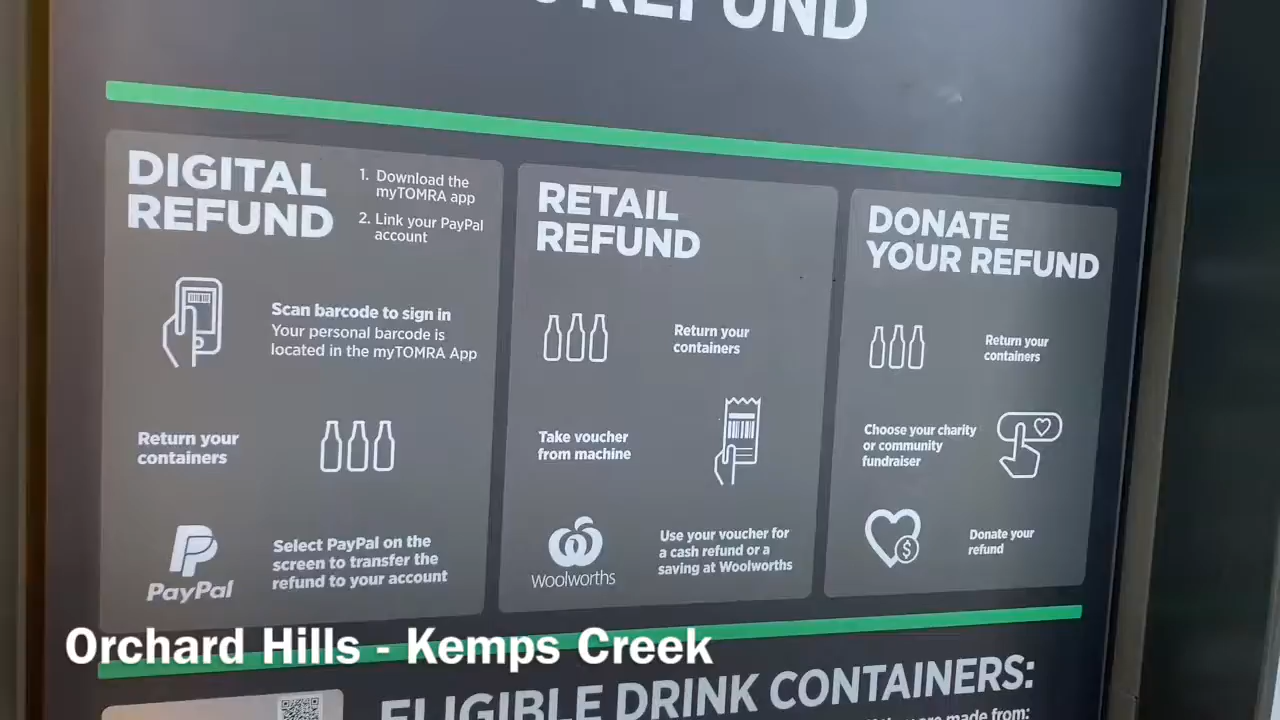 REFUND
DIGITAL
REFUND
1. Download the
myTOMRA app
2. Link your PayPal
account
Scan barcode to sign in
Your personal barcode is
located in the myTOMRA App
Return your
containers
PayPal
Select PayPal on the
screen to transfer the
refund to your account
RETAIL
REFUND
Return your
containers
Take voucher
from machine
Woolworths
Use your voucher for
a cash refund or a
saving at Woolworths
DONATE
YOUR REFUND
Return your
containers
Choose your charity
or community
fundraiser
$
Donate your
refund
Orchard Hills - Kemps Creek
ELIGIBLE DRINK CONTAINERS:
are made from: